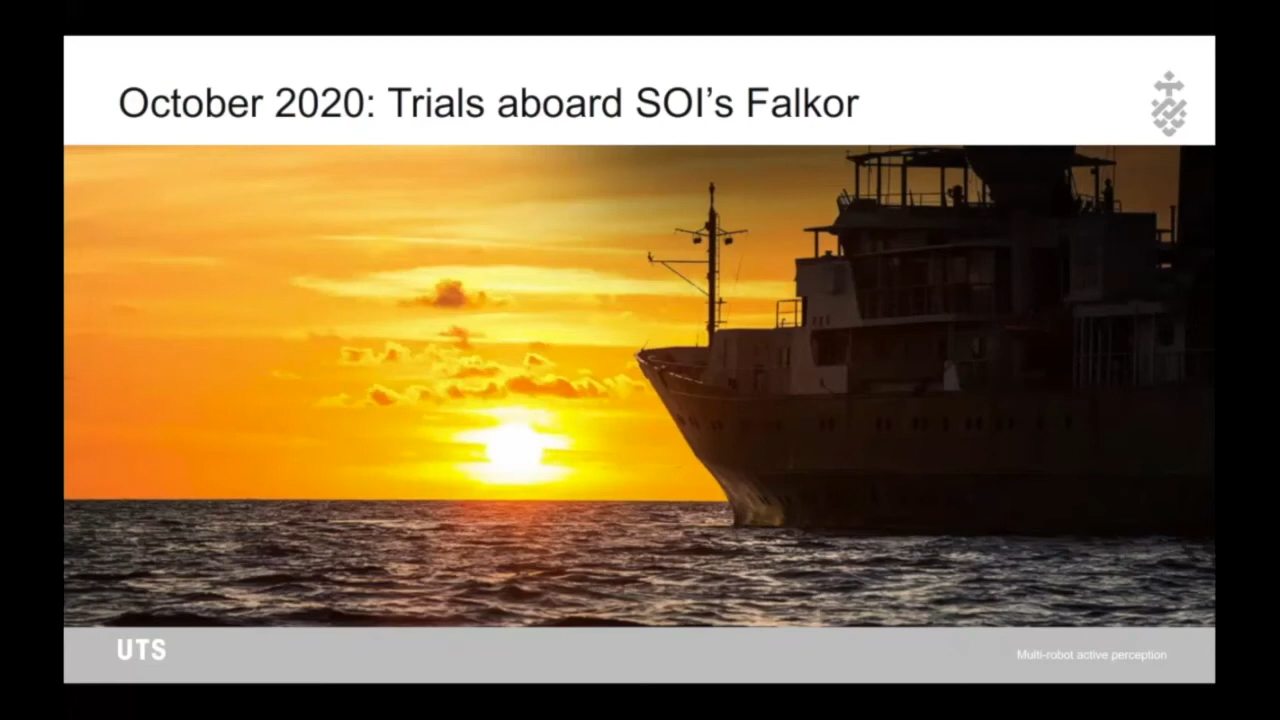 October 2020: Trials aboard SOI’s Falkor
UTS
Multi-robot active perception